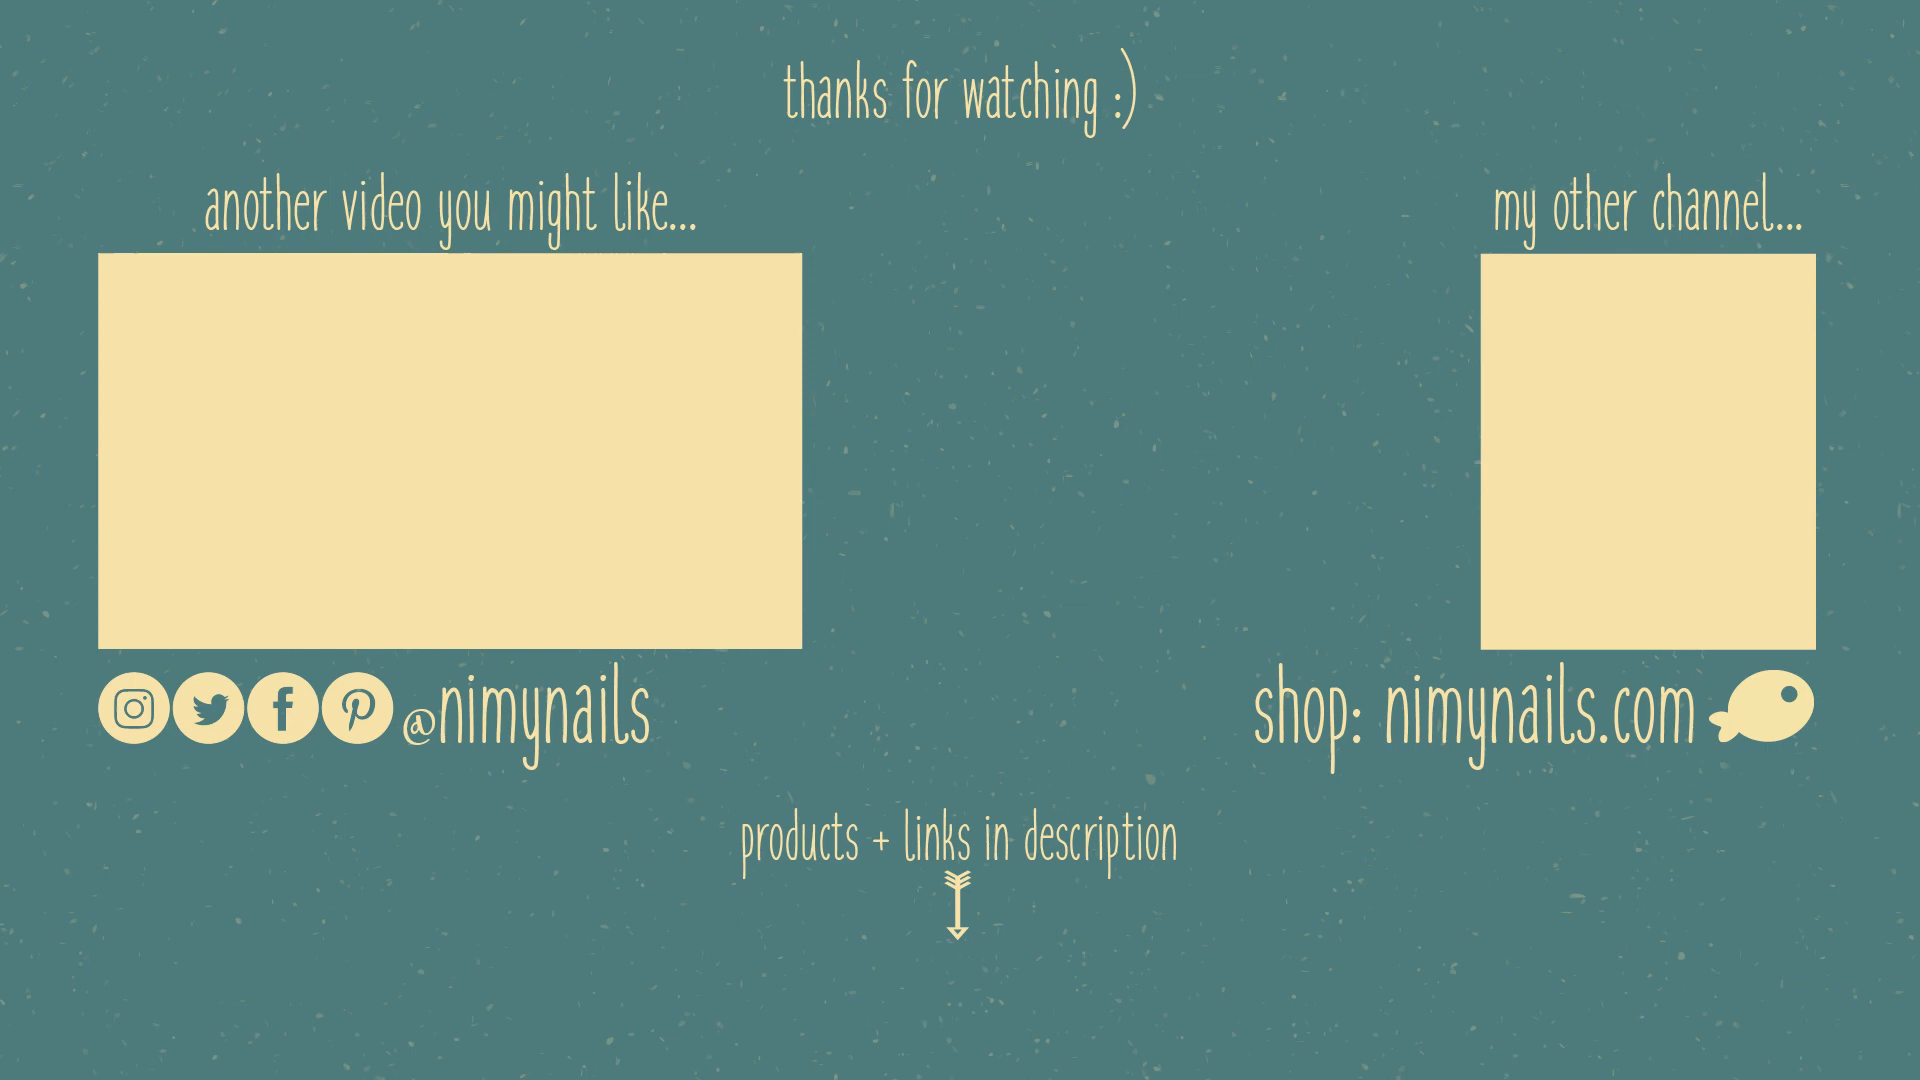 thanks for watching :)
another video you might like...
my other channel...
@nimynails
shop: nimynails.com
products + links in description